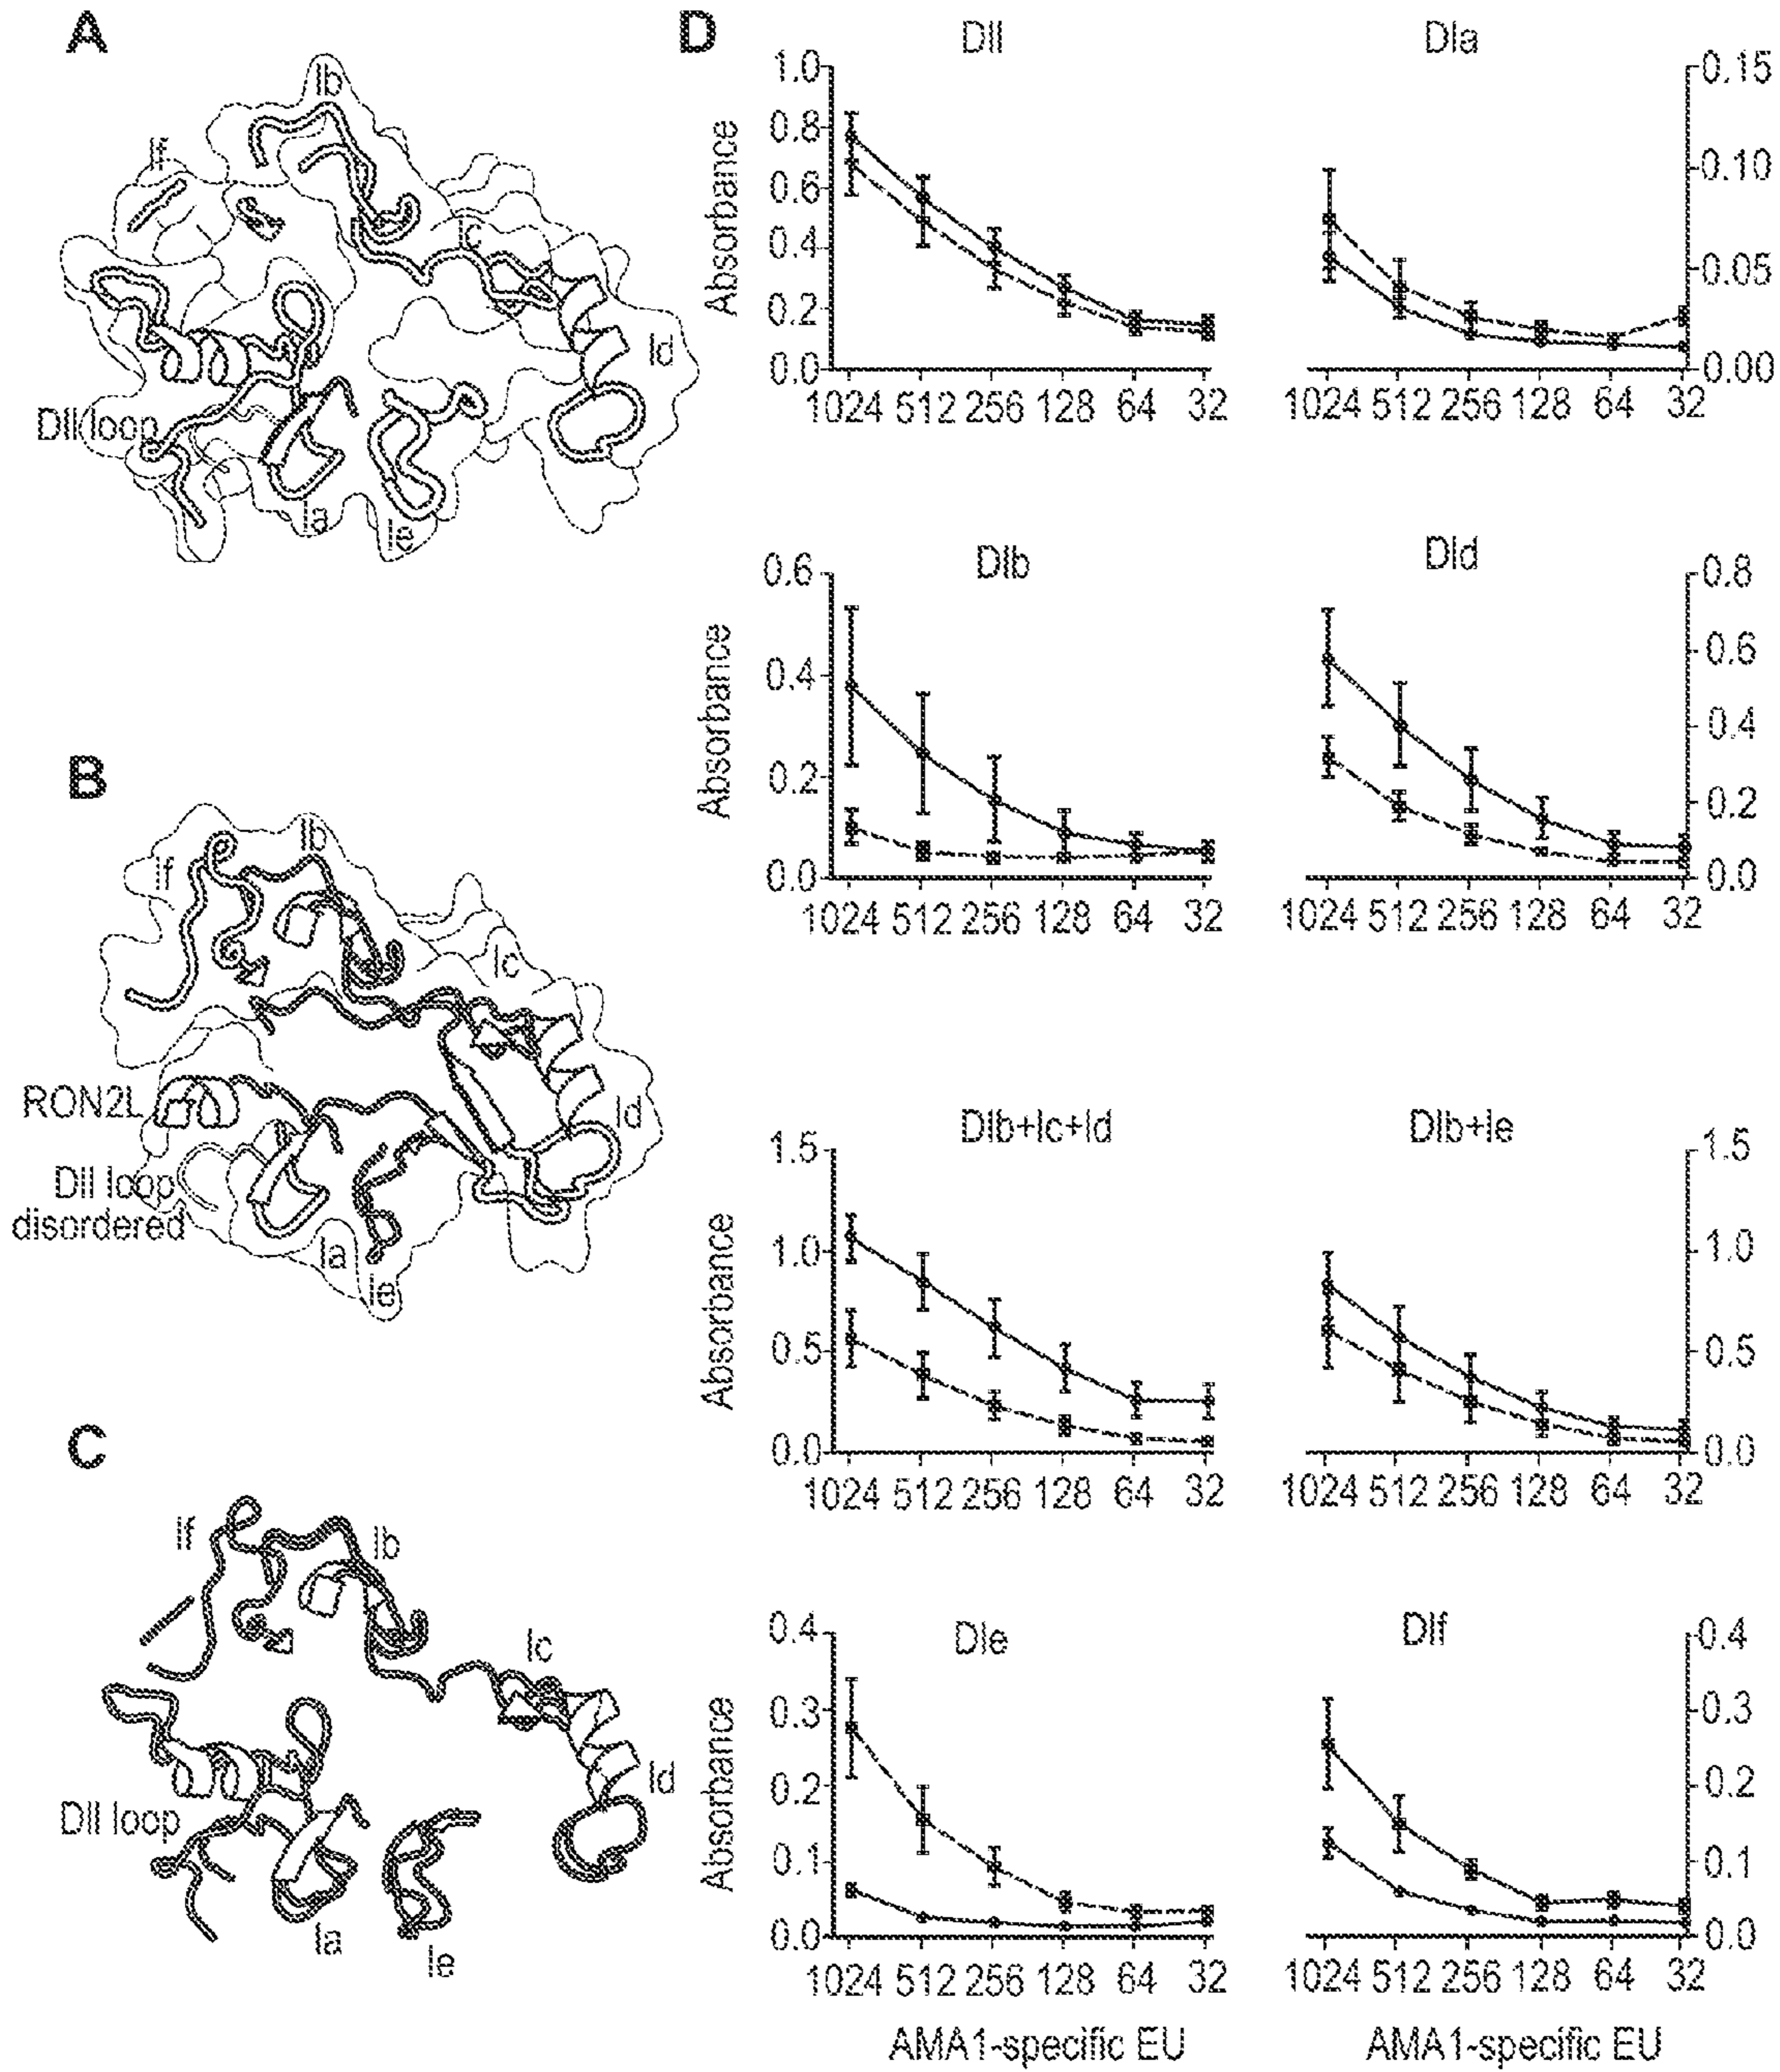 A
Ib
If
Ic
Id
DII loop
Ia
Ie
B
Ib
If
Ic
RON2L
Id
DII loop
disordered
Ia
Ie
C
If
Ib
Ic
Id
DII loop
Ia
Ie
D
DII
DIa
1.0
0.8
0.6
0.4
0.2
0.0
Absorbance
0.15
0.10
0.05
0.00
1024 512 256 128 64 32
1024 512 256 128 64 32
DIb
DId
0.6
0.4
0.2
0.0
Absorbance
0.8
0.6
0.4
0.2
0.0
1024 512 256 128 64 32
1024 512 256 128 64 32
DIb+Ic+Id
DIb+Ie
1.5
1.0
0.5
0.0
Absorbance
1.5
1.0
0.5
0.0
1024 512 256 128 64 32
1024 512 256 128 64 32
DIe
DIf
0.4
0.3
0.2
0.1
0.0
Absorbance
0.4
0.3
0.2
0.1
0.0
1024 512 256 128 64 32
1024 512 256 128 64 32
AMA1-specific EU
AMA1-specific EU